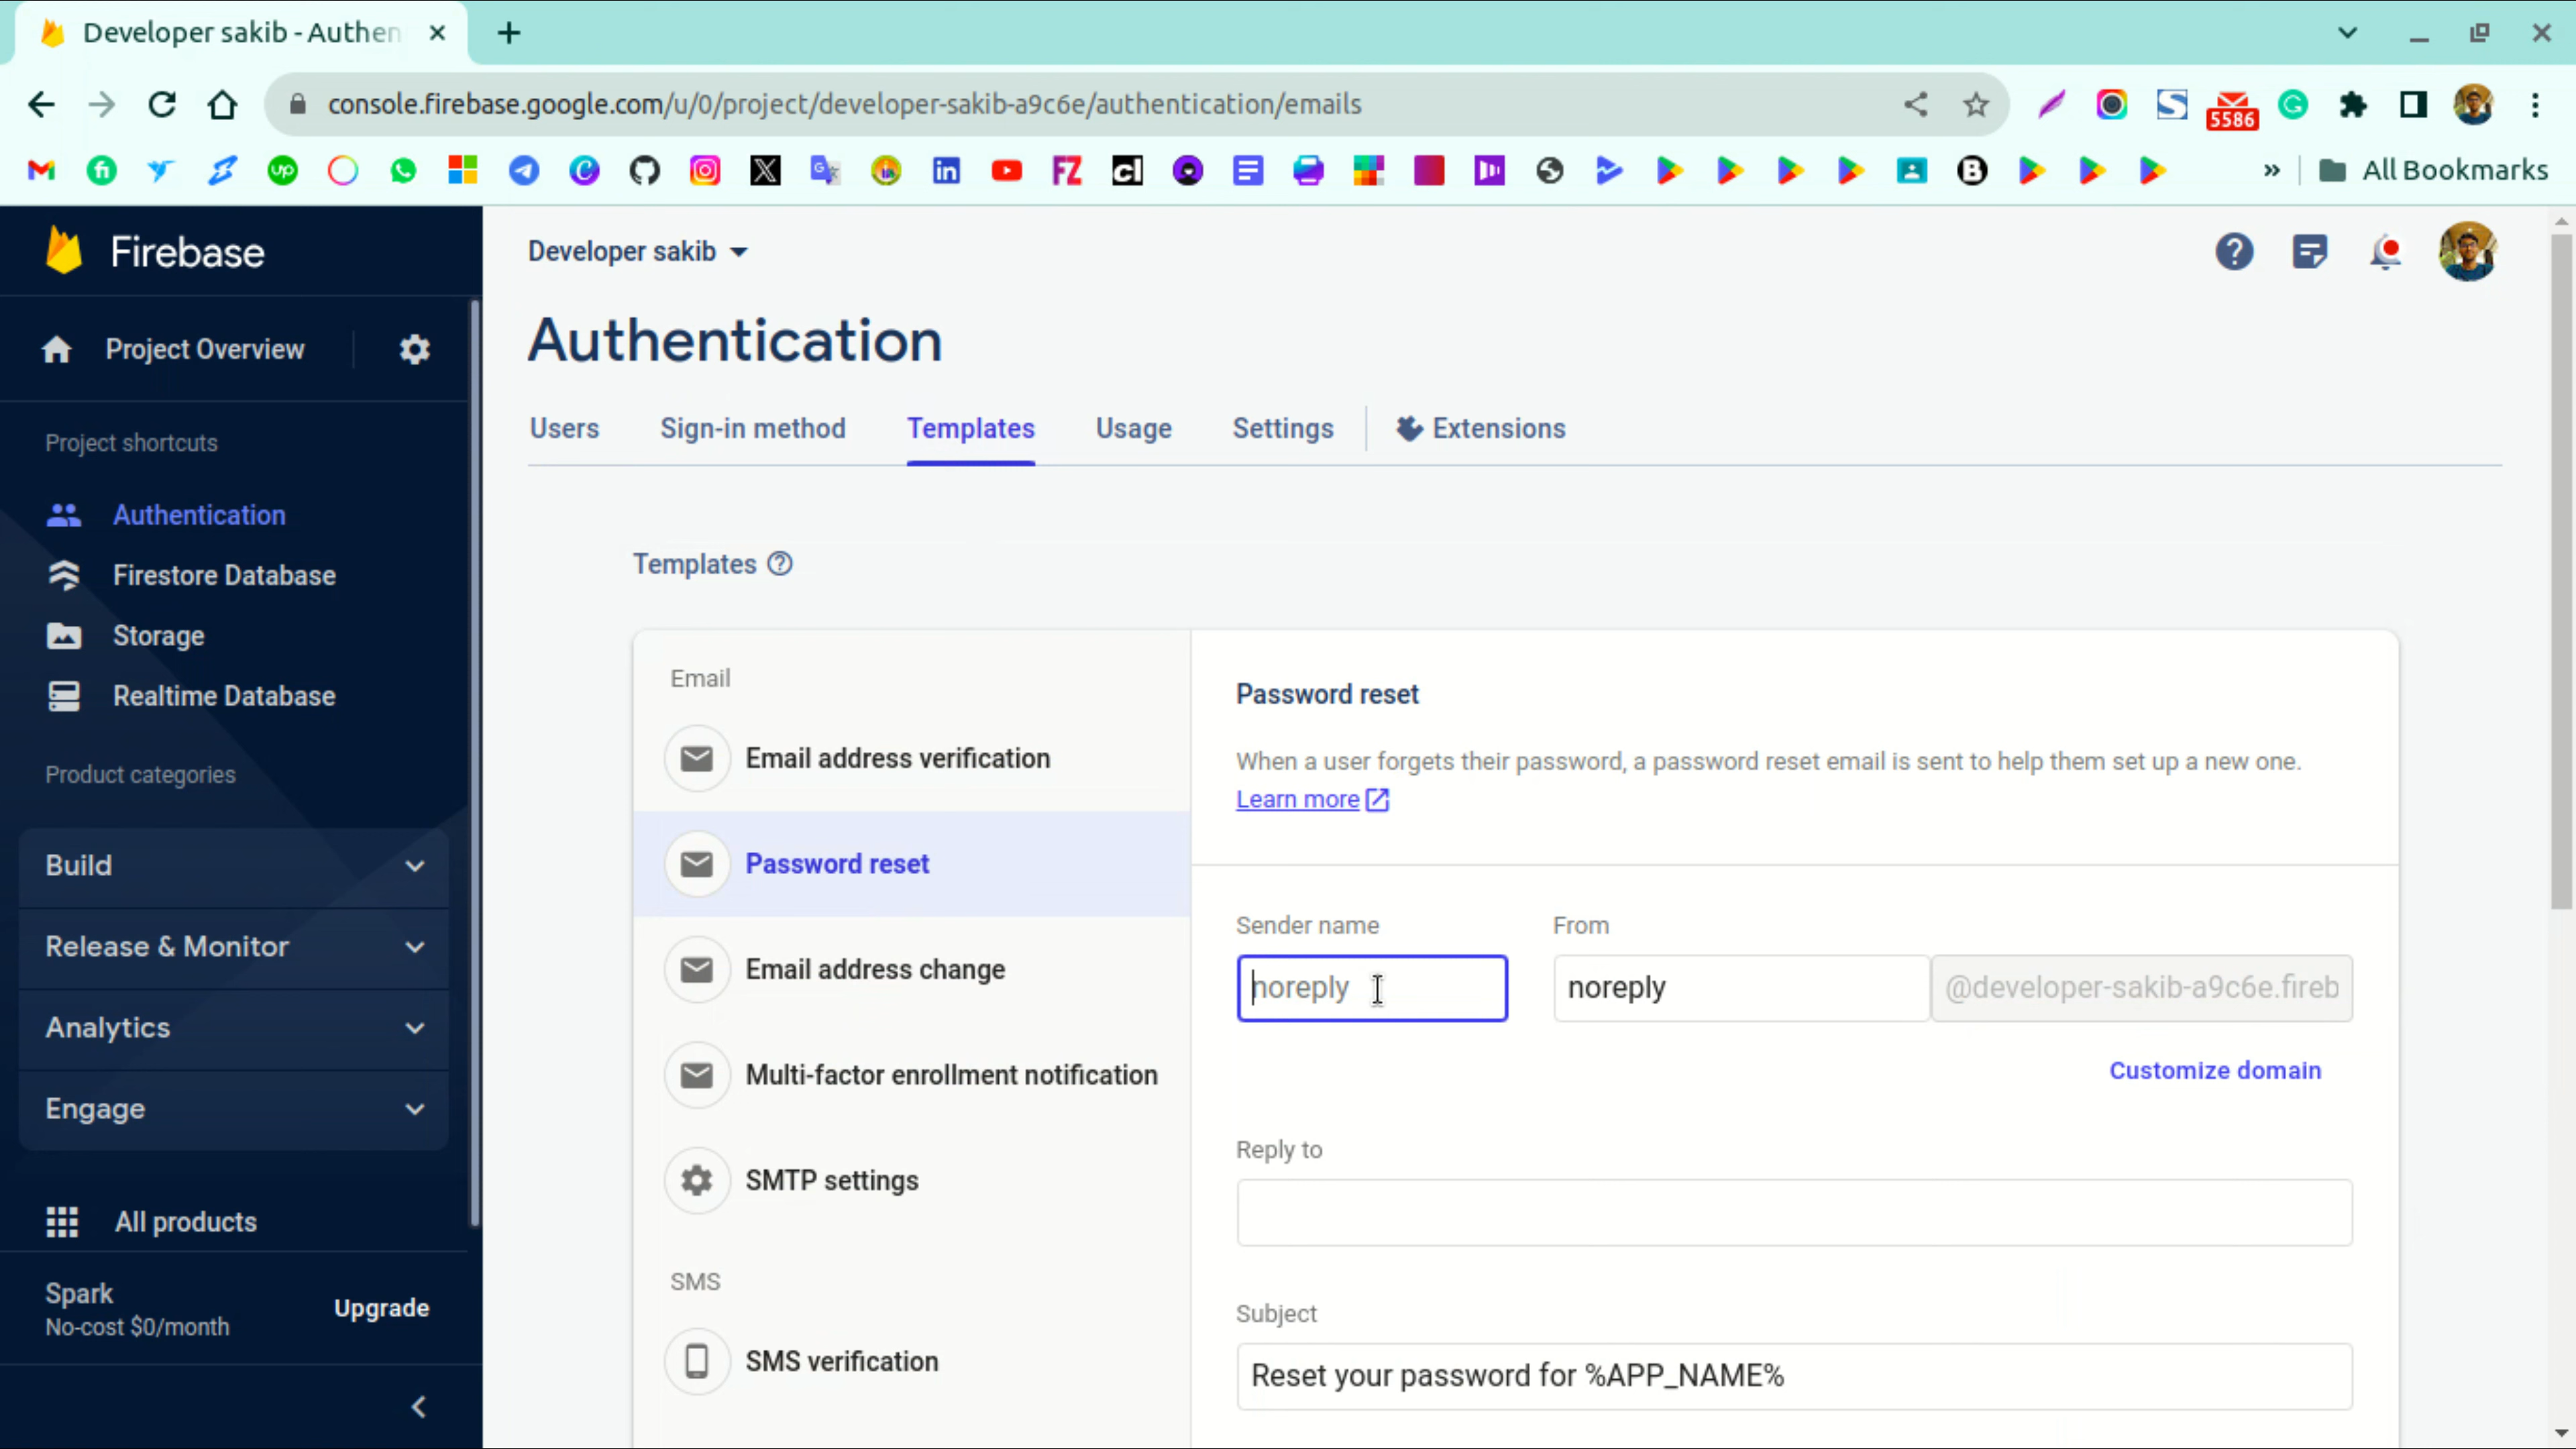 Developer sakib - Authen
console.firebase.google.com/u/0/project/developer-sakib-a9c6e/authentication/emails
5586
All Bookmarks
Firebase
Project Overview
Project shortcuts
Authentication
Firestore Database
Storage
Realtime Database
Product categories
Build
Release & Monitor
Analytics
Engage
All products
Spark
No-cost $0/month
Upgrade
Developer sakib
Authentication
Users
Sign-in method
Templates
Usage
Settings
Extensions
Templates
Email
Email address verification
Password reset
Email address change
Multi-factor enrollment notification
SMTP settings
SMS
SMS verification
Password reset
When a user forgets their password, a password reset email is sent to help them set up a new one.
Learn more
Sender name
From
noreply
noreply
@developer-sakib-a9c6e.fireb
Customize domain
Reply to
Subject
Reset your password for %APP_NAME%